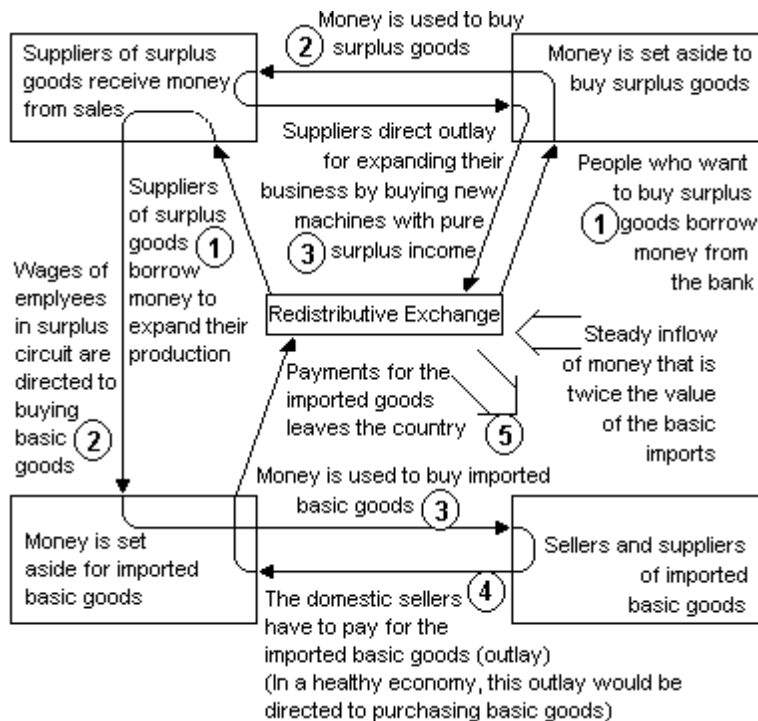 Money is used to buy
2 surplus goods
Suppliers of surplus
goods receive money
from sales
Money is set aside to
buy surplus goods
Suppliers direct outlay
for expanding their
business by buying new
machines with pure
3 surplus income
People who want
to buy surplus
1 goods borrow
money from
the bank
Suppliers
of surplus
goods 1
borrow
money to
expand their
production
Wages of
emplyees
in surplus
circuit are
directed to
buying
basic 2
goods
Redistributive Exchange
Steady inflow
of money that is
twice the value
of the basic
imports
Payments for the
imported goods
leaves the country 5
Money is used to buy imported
basic goods 3
Money is set
aside for imported
basic goods
Sellers and suppliers
of imported
basic goods
The domestic sellers 4
have to pay for the
imported basic goods (outlay)
(In a healthy economy, this outlay would be
directed to purchasing basic goods)